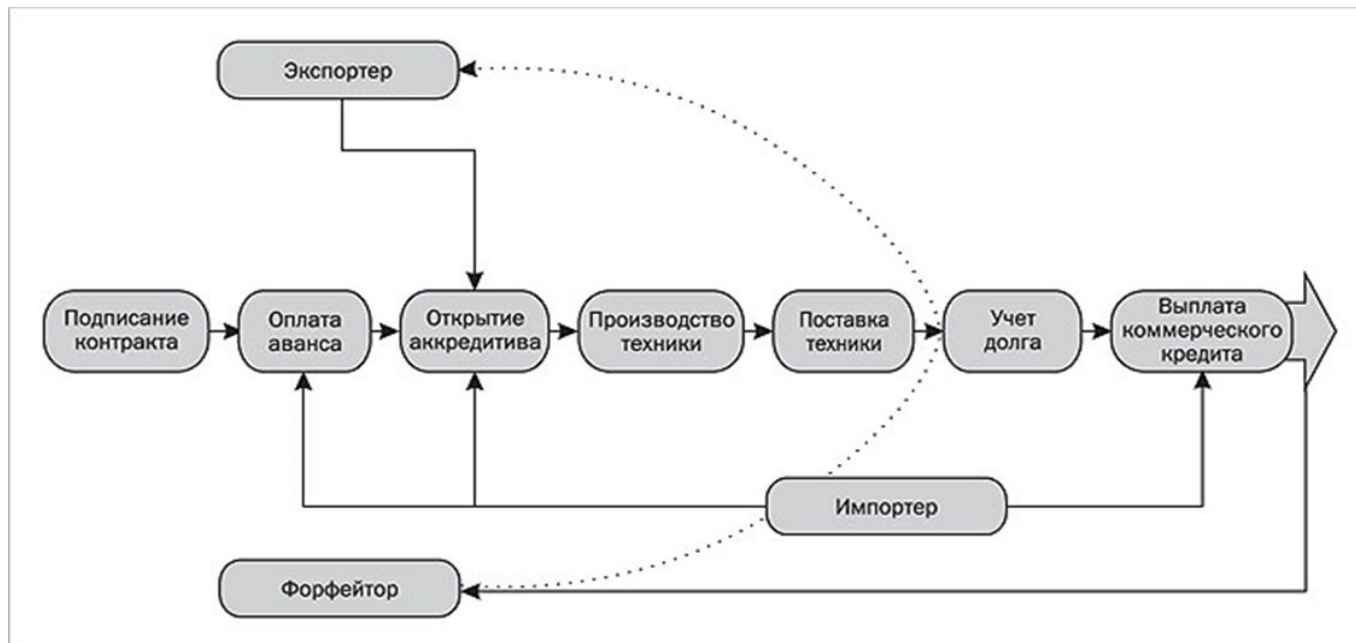 Экспортер
Подписание
контракта
Оплата
аванса
Открытие
аккредитива
Производство
техники
Поставка
техники
Учет
долга
Выплата
коммерческого
кредита
Импортер
Форфейтор